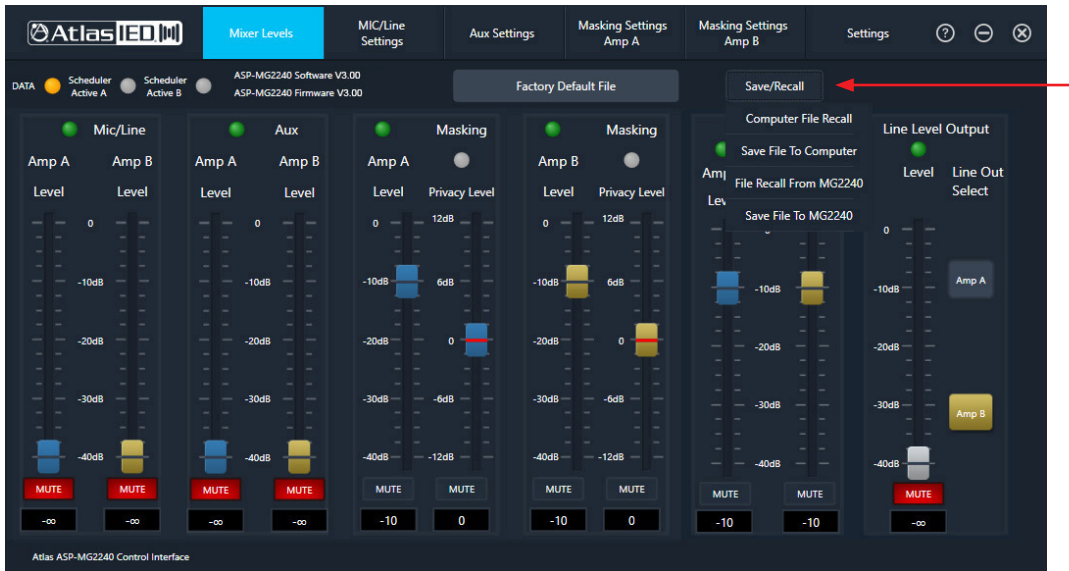 AtlasIED
Mixer Levels
MIC/Line
Settings
Aux Settings
Masking Settings
Amp A
Masking Settings
Amp B
Settings
?
DATA
Scheduler
Active A
Scheduler
Active B
ASP-MG2240 Software V3.00
ASP-MG2240 Firmware V3.00
Factory Default File
Save/Recall
Computer File Recall
Save File To Computer
File Recall From MG2240
Save File To MG2240
Mic/Line
Amp A Amp B
Level Level
0
-10dB
-20dB
-30dB
-40dB
MUTE MUTE
-∞ -∞
Aux
Amp A Amp B
Level Level
0
-10dB
-20dB
-30dB
-40dB
MUTE MUTE
-∞ -∞
Masking
Amp A
Level Privacy Level
0 12dB
-10dB 6dB
-20dB 0
-30dB -6dB
-40dB -12dB
MUTE MUTE
-10 0
Masking
Amp B
Level Privacy Level
0 12dB
-10dB 6dB
-20dB 0
-30dB -6dB
-40dB -12dB
MUTE MUTE
-10 0
-10dB
-20dB
-30dB
-40dB
MUTE MUTE
-10 -10
Line Level Output
Level Line Out
Select
0
-10dB Amp A
-20dB
-30dB Amp B
-40dB
MUTE
-∞
Atlas ASP-MG2240 Control Interface